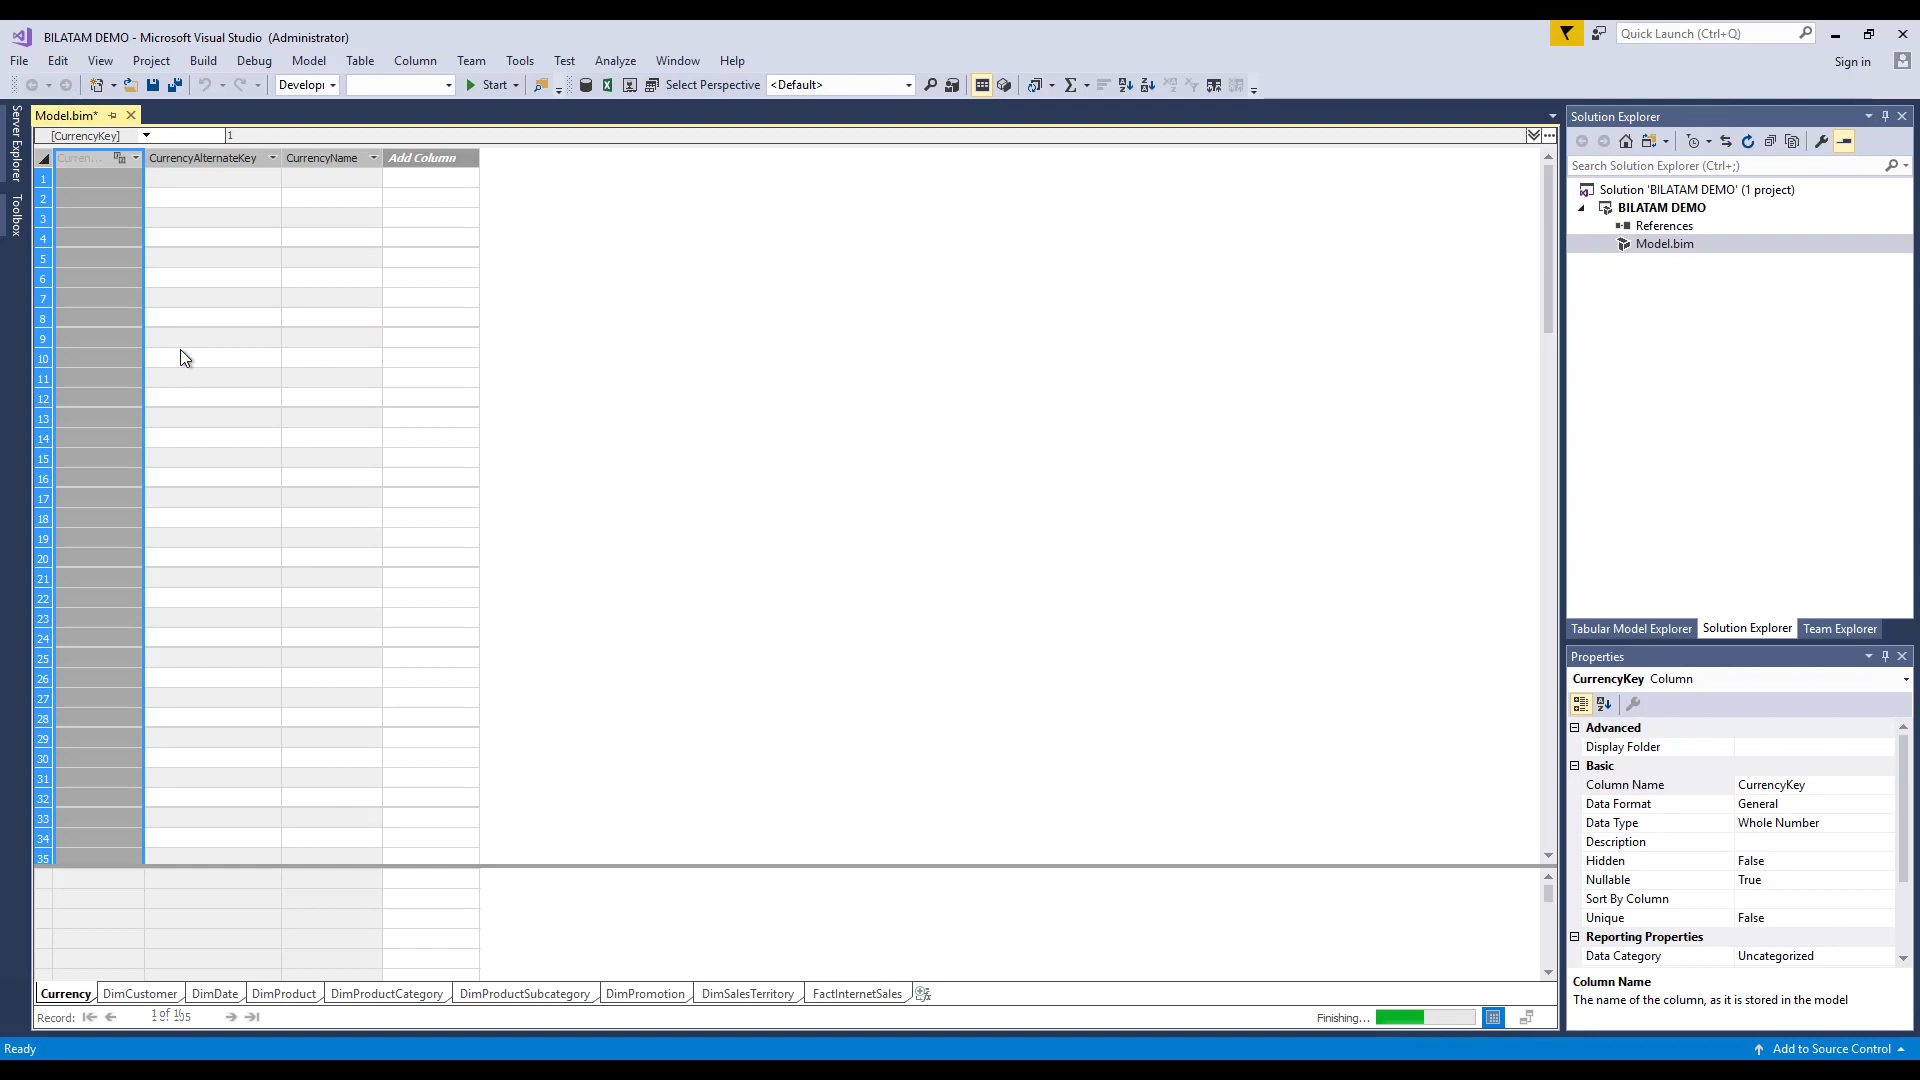 BILATAM DEMO - Microsoft Visual Studio (Administrator)
Quick Launch (Ctrl+Q)
File Edit View Project Build Debug Model Table Column Team Tools Test Analyze Window Help
Sign in
Develop Start Select Perspective <Default>
Server Explorer
Toolbox
Model.bim*
[CurrencyKey] 1
Curren... CurrencyAlternateKey CurrencyName Add Column
1
2
3
4
5
6
7
8
9
10
11
12
13
14
15
16
17
18
19
20
21
22
23
24
25
26
27
28
29
30
31
32
33
34
35
Currency DimCustomer DimDate DimProduct DimProductCategory DimProductSubcategory DimPromotion DimSalesTerritory FactInternetSales
Record: 1 of
Finishing...
Ready
Add to Source Control
Solution Explorer
Search Solution Explorer (Ctrl+;)
Solution 'BILATAM DEMO' (1 project)
BILATAM DEMO
References
Model.bim
Tabular Model Explorer Solution Explorer Team Explorer
Properties
CurrencyKey Column
Advanced
Display Folder
Basic
Column Name CurrencyKey
Data Format General
Data Type Whole Number
Description
Hidden False
Nullable True
Sort By Column
Unique False
Reporting Properties
Data Category Uncategorized
Column Name
The name of the column, as it is stored in the model